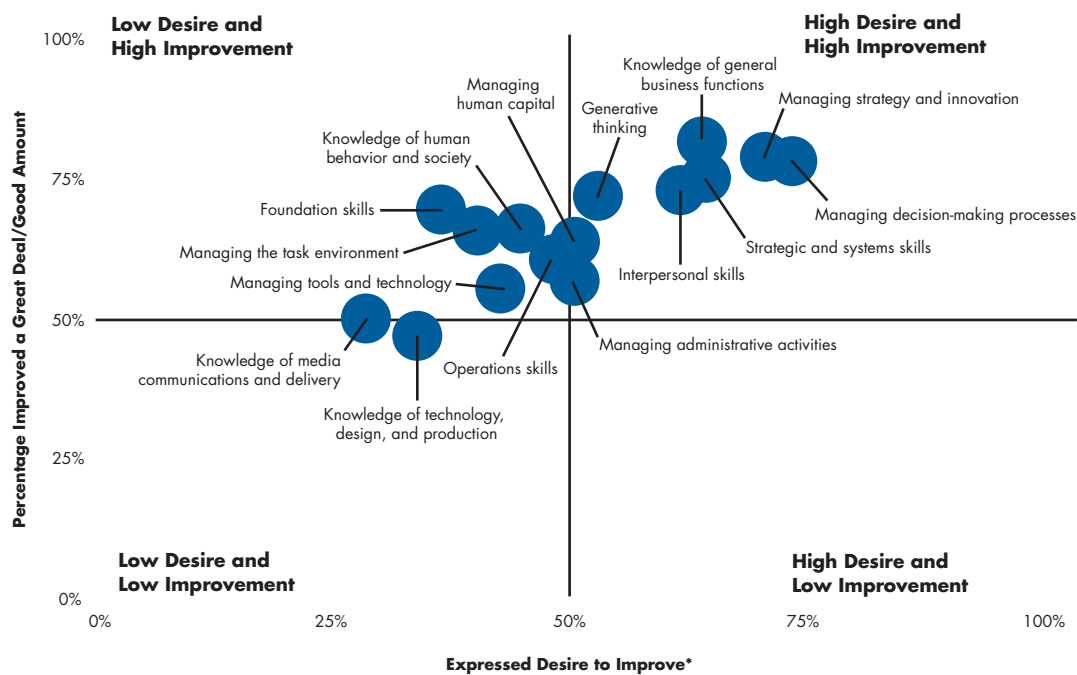 Low Desire and
High Improvement
High Desire and
High Improvement
100%
75%
50%
25%
0%
Percentage Improved a Great Deal/Good Amount
Knowledge of general
business functions
Managing
human capital
Managing strategy and innovation
Generative
thinking
Knowledge of human
behavior and society
Foundation skills
Managing decision-making processes
Managing the task environment
Strategic and systems skills
Interpersonal skills
Managing tools and technology
Managing administrative activities
Knowledge of media
communications and delivery
Operations skills
Knowledge of technology,
design, and production
Low Desire and
Low Improvement
High Desire and
Low Improvement
0%
25%
50%
75%
100%
Expressed Desire to Improve*